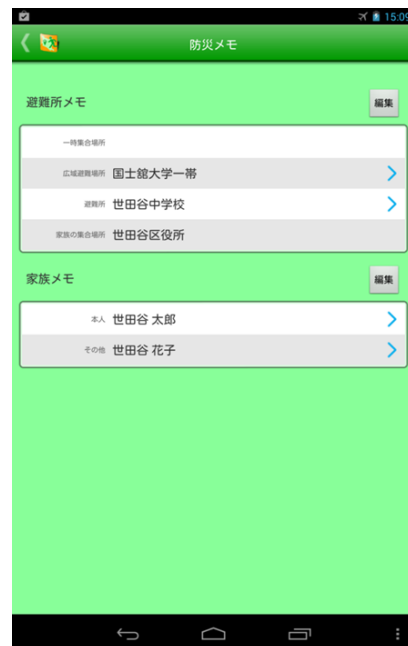 15:09
防災メモ
避難所メモ
編集
一時集合場所
広域避難場所 国士舘大学一帯
避難所 世田谷中学校
家族の集合場所 世田谷区役所
家族メモ
編集
本人 世田谷 太郎
その他 世田谷 花子